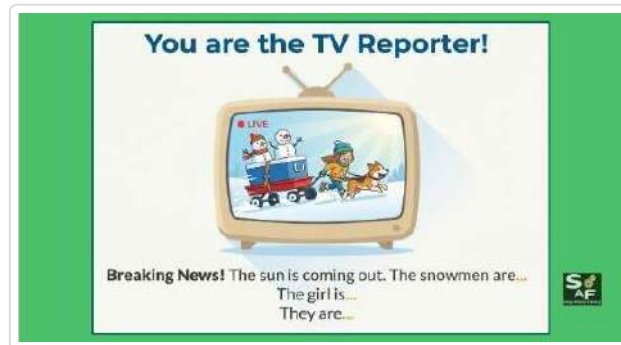 You are the TV Reporter!
LIVE
Breaking News! The sun is coming out. The snowmen are...
The girl is...
They are...
S
AF